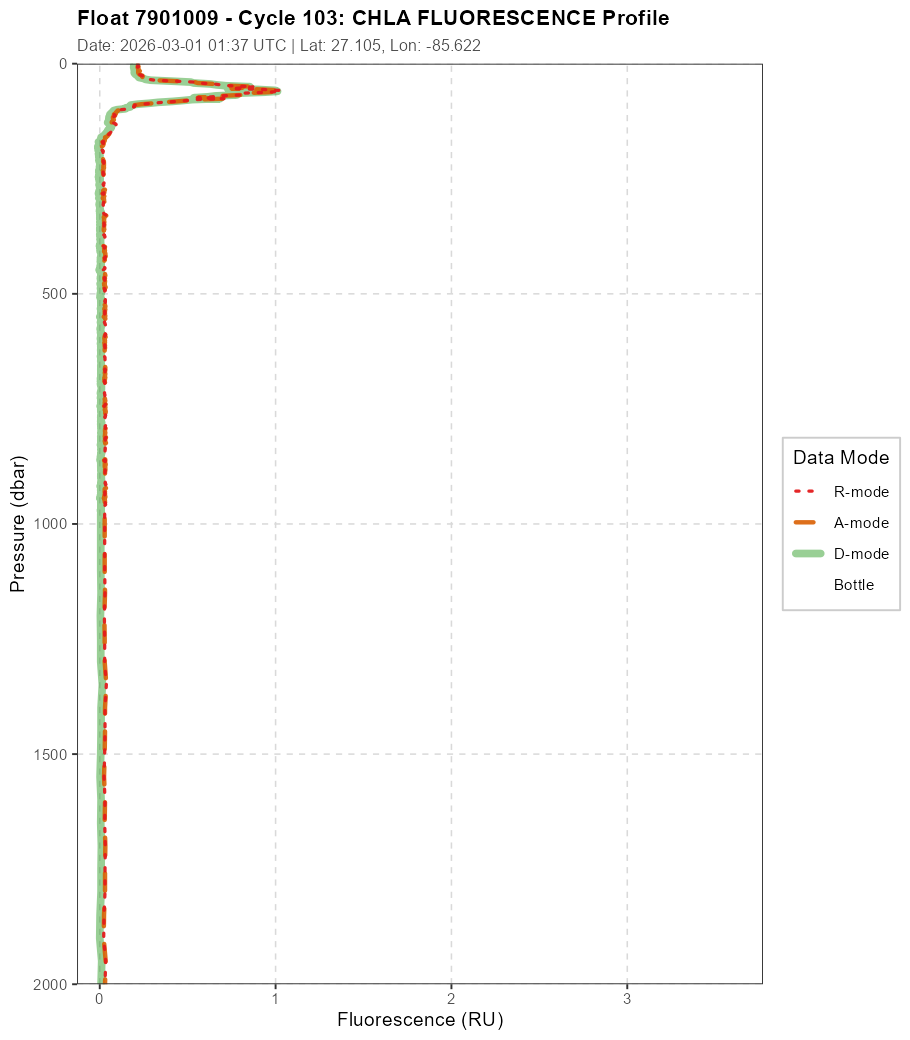 Float 7901009 - Cycle 103: CHLA FLUORESCENCE Profile
Date: 2026-03-01 01:37 UTC | Lat: 27.105, Lon: -85.622
0
500
1000
1500
2000
Pressure (dbar)
0 1 2 3
Fluorescence (RU)
Data Mode
R-mode
A-mode
D-mode
Bottle